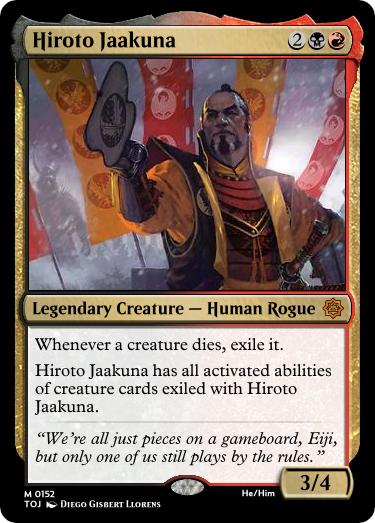 Hiroto Jaakuna 2
Legendary Creature — Human Rogue
Whenever a creature dies, exile it.
Hiroto Jaakuna has all activated abilities
of creature cards exiled with Hiroto
Jaakuna.
“We’re all just pieces on a gameboard, Eiji,
but only one of us still plays by the rules.”
3/4
M 0152 He/Him
TOJ Diego Gisbert Llorens